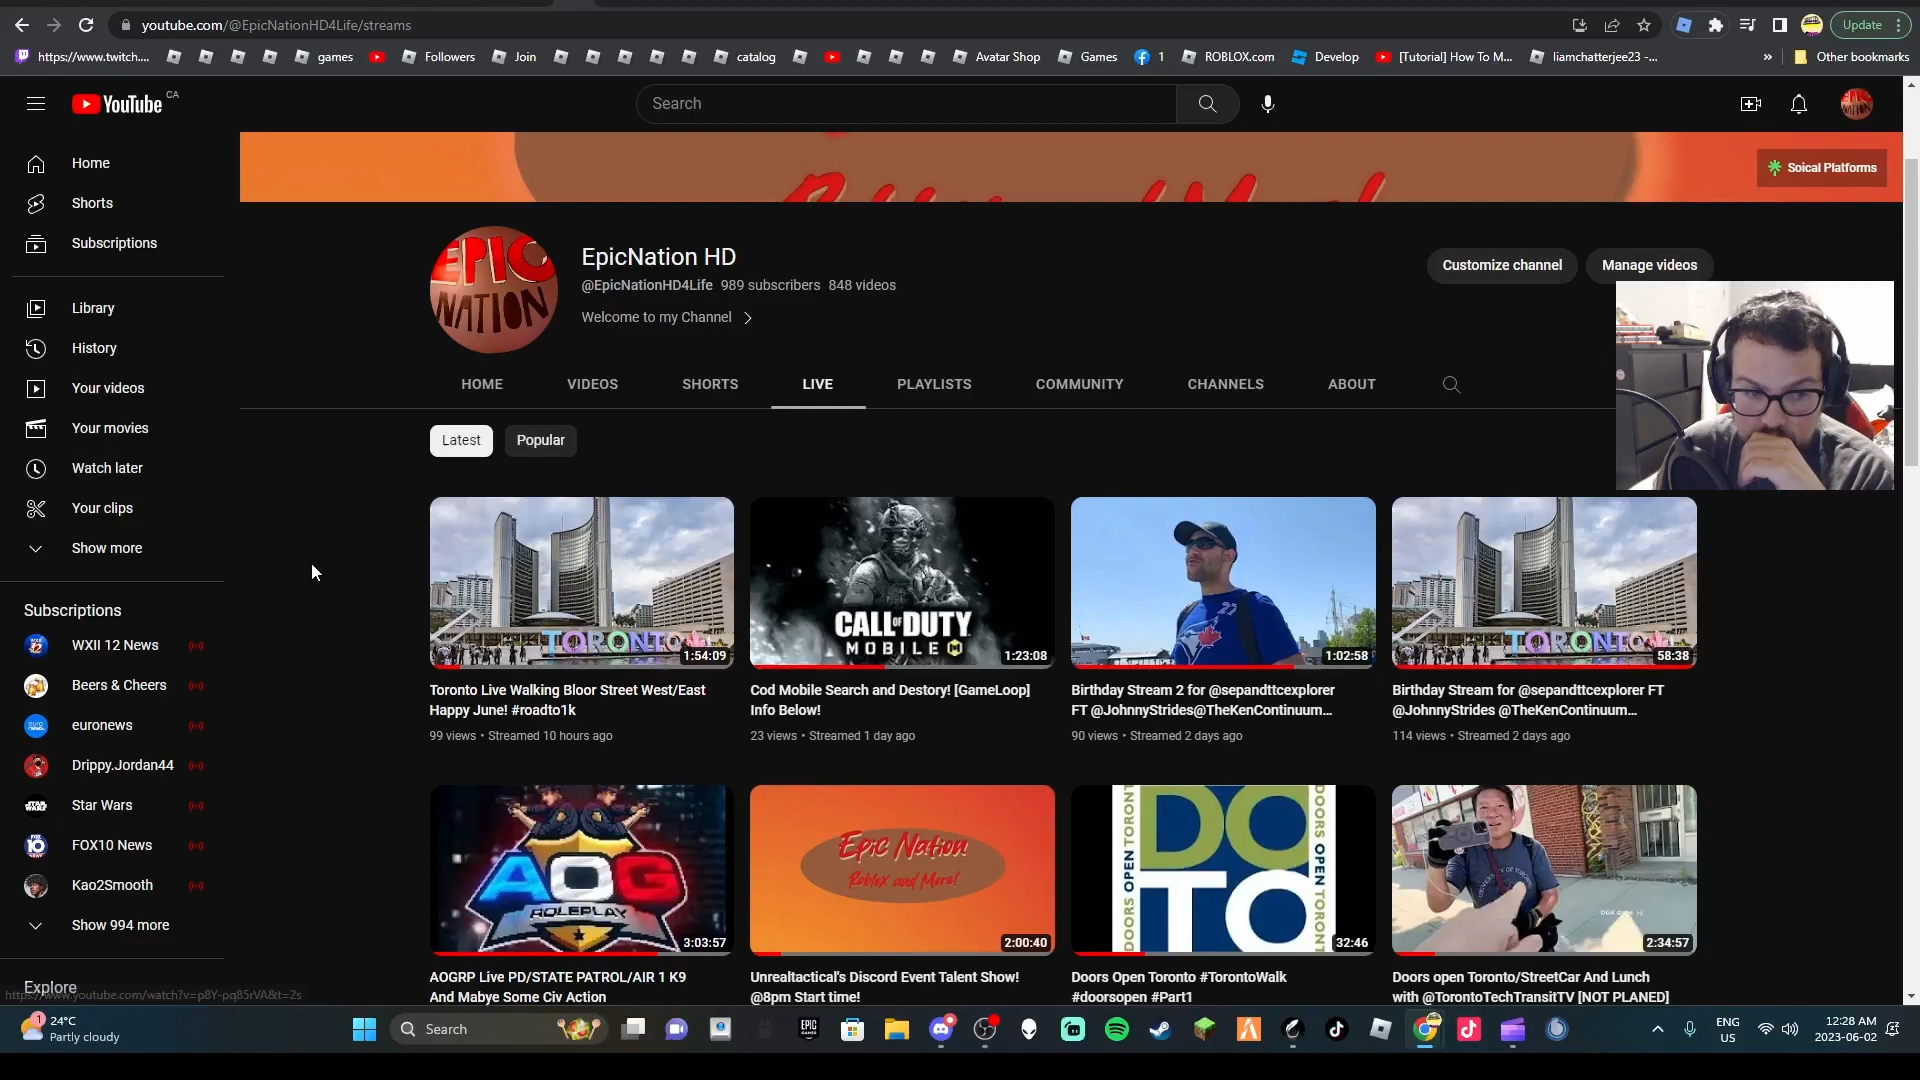 youtube.com/@EpicNationHD4Life/streams
Update
https://www.twitch....
games
Followers
Join
catalog
Avatar Shop
Games
1
ROBLOX.com
Develop
[Tutorial] How To M...
liamchatterjee23 -...
»
Other bookmarks
YouTube CA
Search
Home
Shorts
Subscriptions
Library
History
Your videos
Your movies
Watch later
Your clips
Show more
Subscriptions
WXII 12 News
Beers & Cheers
euronews
Drippy.Jordan44
Star Wars
FOX10 News
Kao2Smooth
Show 994 more
Explore
https://www.youtube.com/watch?v=p8Y-pq85rVA&t=2s
Soical Platforms
EPIC
NATION
EpicNation HD
@EpicNationHD4Life 989 subscribers 848 videos
Welcome to my Channel
Customize channel
Manage videos
HOME
VIDEOS
SHORTS
LIVE
PLAYLISTS
COMMUNITY
CHANNELS
ABOUT
Latest
Popular
TORONTO
1:54:09
Toronto Live Walking Bloor Street West/East
Happy June! #roadto1k
99 views • Streamed 10 hours ago
CALL OF DUTY
MOBILE
1:23:08
Cod Mobile Search and Destory! [GameLoop]
Info Below!
23 views • Streamed 1 day ago
1:02:58
Birthday Stream 2 for @sepandttcexplorer
FT @JohnnyStrides@TheKenContinuum...
90 views • Streamed 2 days ago
TORONTO
58:38
Birthday Stream for @sepandttcexplorer FT
@JohnnyStrides @TheKenContinuum...
114 views • Streamed 2 days ago
AOG
ROLEPLAY
3:03:57
AOGRP Live PD/STATE PATROL/AIR 1 K9
And Mabye Some Civ Action
Epic Nation
Roblox and More!
2:00:40
Unrealtactical's Discord Event Talent Show!
@8pm Start time!
DOORS OPEN TORONTO
DO
TO
DOORS OPEN TORONTO
32:46
Doors Open Toronto #TorontoWalk
#doorsopen #Part1
2:34:57
Doors open Toronto/StreetCar And Lunch
with @TorontoTechTransitTV [NOT PLANED]
1
24°C
Partly cloudy
Search
ENG
US
12:28 AM
2023-06-02